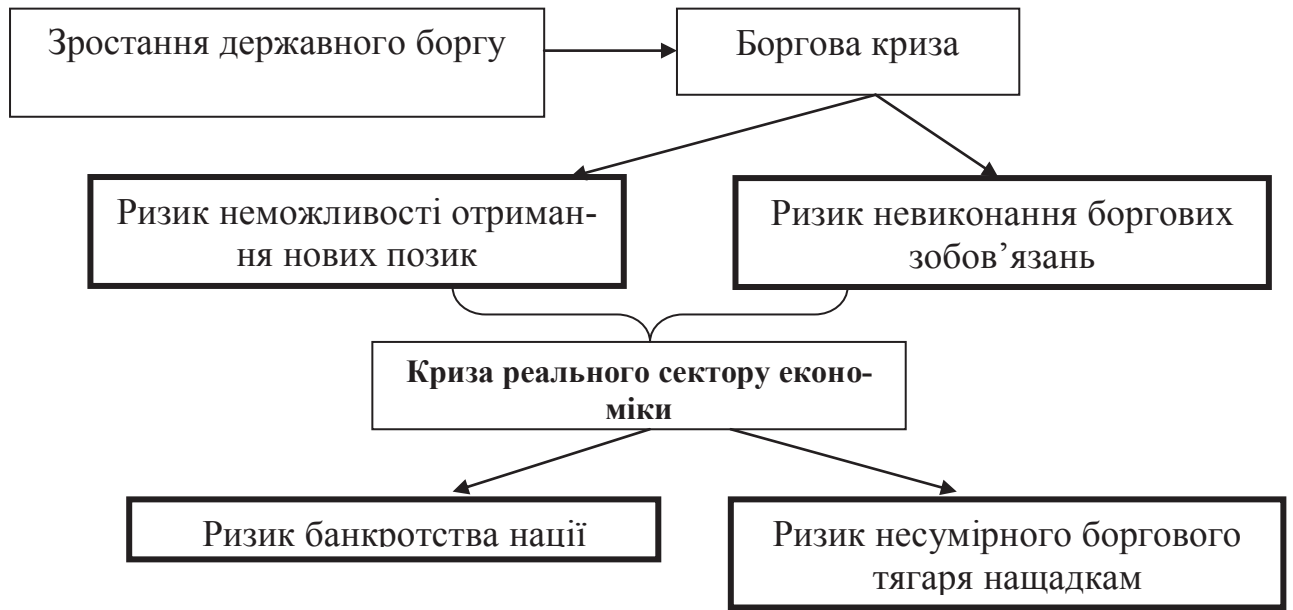 Зростання державного боргу
Боргова криза
Ризик неможливості отриман-
ня нових позик
Ризик невиконання боргових
зобов’язань
Криза реального сектору еконо-
міки
Ризик банкротства нації
Ризик несумірного боргового
тягаря нащадкам